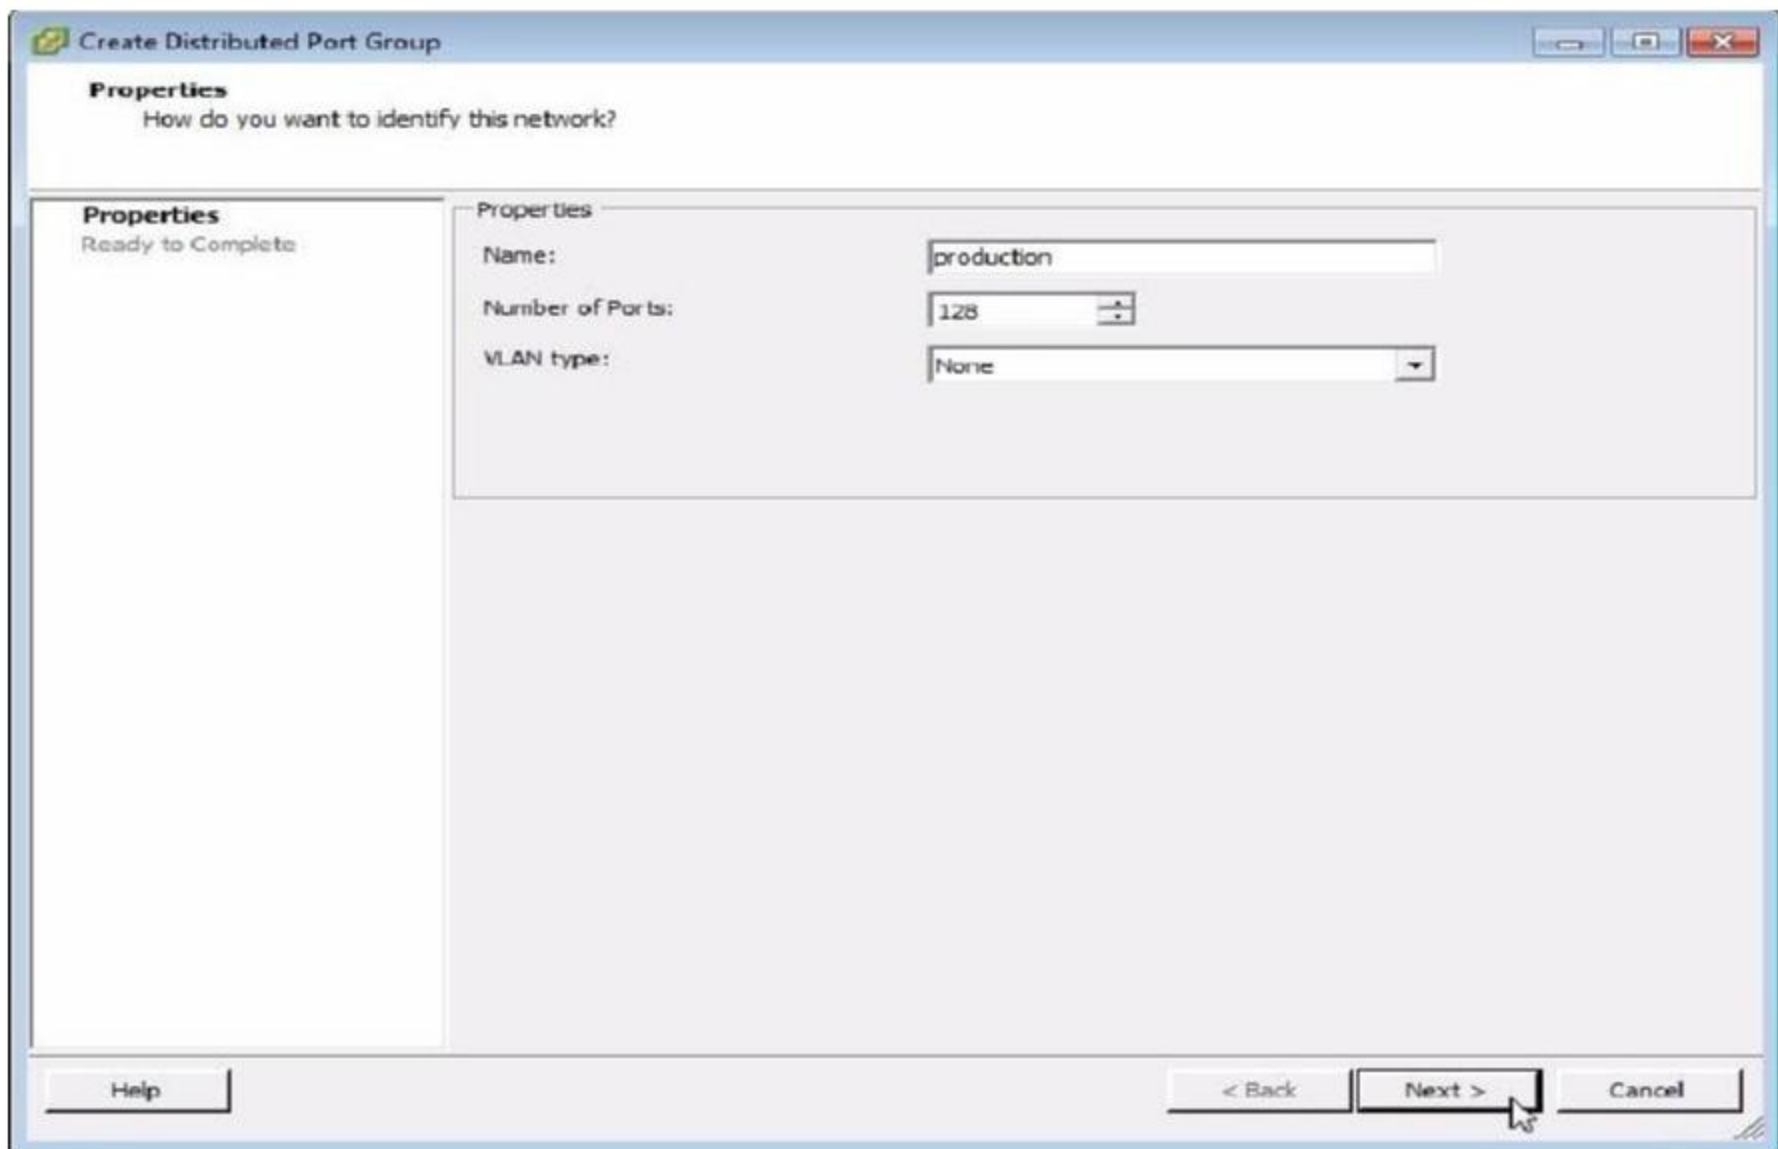 Create Distributed Port Group
Properties
How do you want to identify this network?
Properties
Ready to Complete
Properties
Name:
production
Number of Ports:
128
VLAN type:
None
Help
< Back
Next >
Cancel